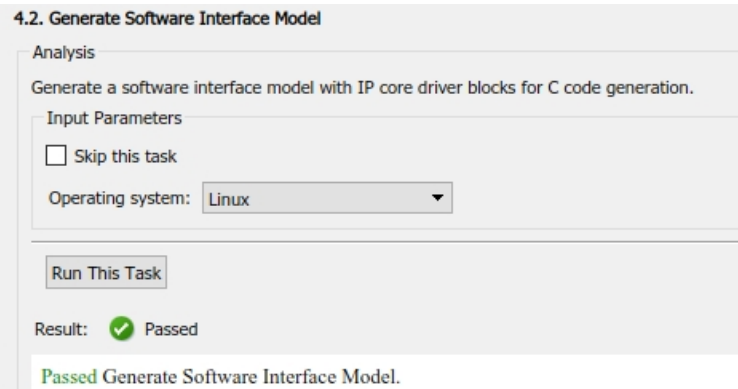 4.2. Generate Software Interface Model
Analysis
Generate a software interface model with IP core driver blocks for C code generation.
Input Parameters
Skip this task
Operating system: Linux
Run This Task
Result: Passed
Passed Generate Software Interface Model.